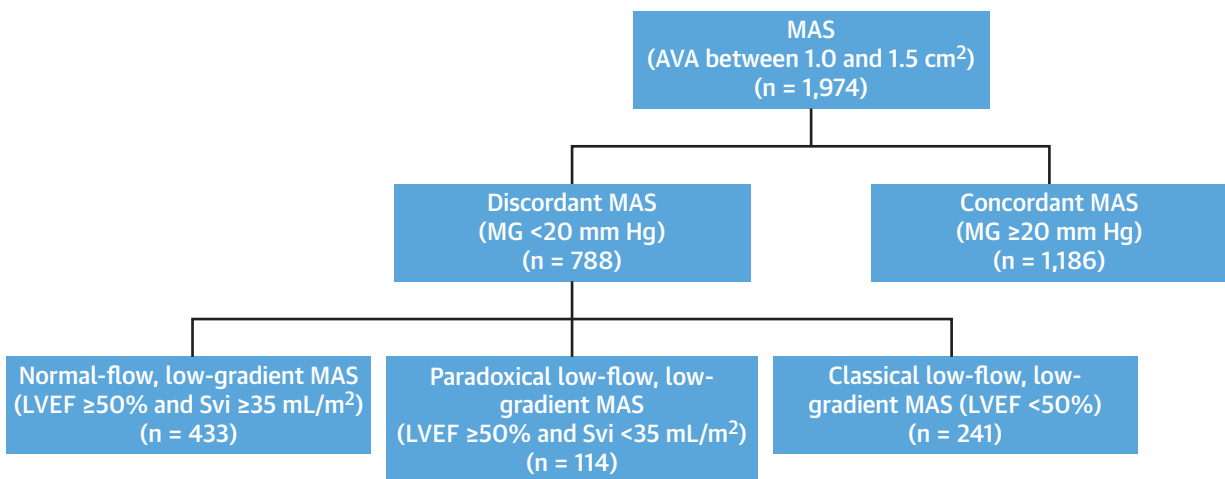 MAS
(AVA between 1.0 and 1.5 cm²)
(n = 1,974)
Discordant MAS
(MG <20 mm Hg)
(n = 788)
Concordant MAS
(MG ≥20 mm Hg)
(n = 1,186)
Normal-flow, low-gradient MAS
(LVEF ≥50% and Svi ≥35 mL/m²)
(n = 433)
Paradoxical low-flow, low-
gradient MAS
(LVEF ≥50% and Svi <35 mL/m²)
(n = 114)
Classical low-flow, low-
gradient MAS (LVEF <50%)
(n = 241)